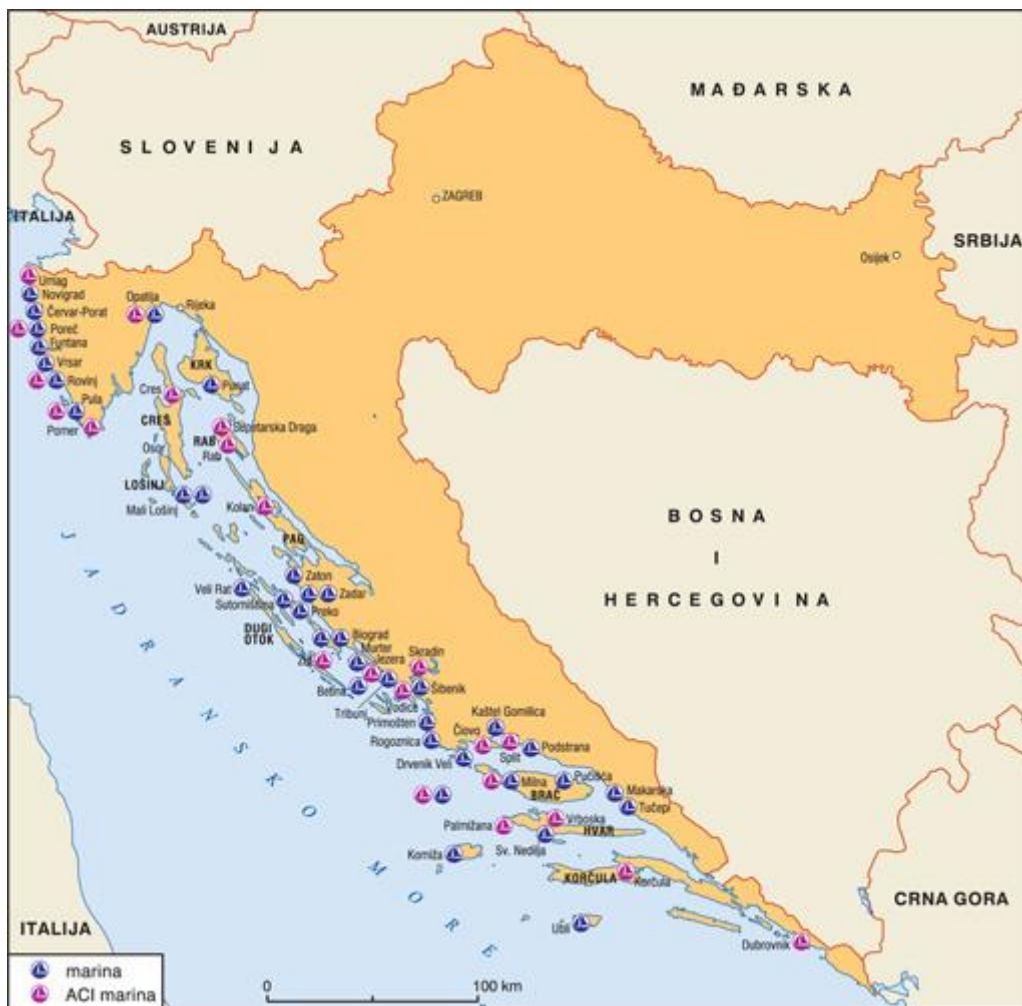 AUSTRIJA
MAĐARSKA
SLOVENIJA
ZAGREB
ITALIJA
SRBIJA
Osijek
Umag
Novigrad
Opatija
Rijeka
Červar-Porat
Poreč
Funtana
Vrsar
KRK
Rovinj
Cres
Punat
Pula
CRES
Pomer
Supetarska Draga
RAB
Osor
Rab
LOŠINJ
Mali Lošinj
Kolan
BOSNA
I
HERCEGOVINA
PAG
JADRANSKO MORE
Zaton
Veli Rat
Zadar
Sutomišćina
Preko
DUGI
OTOK
Biograd
Murter
Skradin
Jezera
Betina
Šibenik
Vodice
Tribunj
Primošten
Kaštel Gomilica
Čiovo
Rogoznica
Split
Podstrana
Drvenik Veli
Milna
Pučišća
BRAČ
Makarska
Tučepi
Vrboska
Palmižana
HVAR
Sv. Nedilja
Komiža
KORČULA
Korčula
CRNA GORA
Ubli
ITALIJA
Dubrovnik
marina
ACI marina
0
100 km